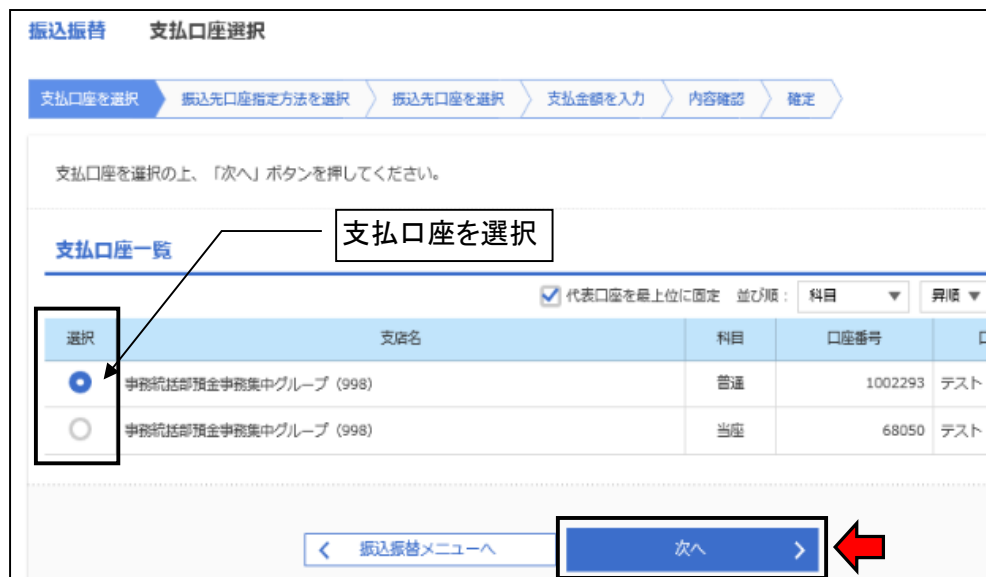 振込振替 支払口座選択
支払口座を選択 振込先口座指定方法を選択 振込先口座を選択 支払金額を入力 内容確認 確定
支払口座を選択の上、「次へ」ボタンを押してください。
支払口座を選択
支払口座一覧
代表口座を最上位に固定 並び順： 科目 昇順
選択 支店名 科目 口座番号
事務統括部預金事務集中グループ（998） 普通 1002293 テスト
事務統括部預金事務集中グループ（998） 当座 68050 テスト
振込振替メニューへ 次へ